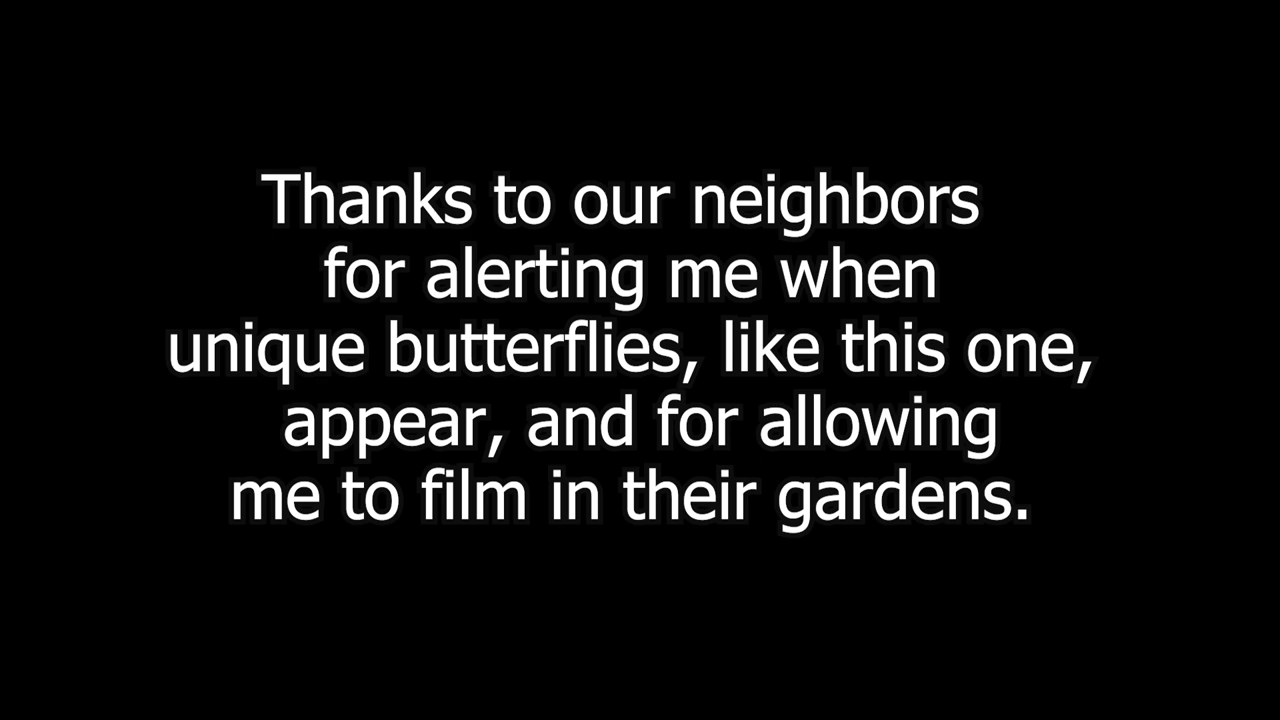 Thanks to our neighbors
for alerting me when
unique butterflies, like this one,
appear, and for allowing
me to film in their gardens.